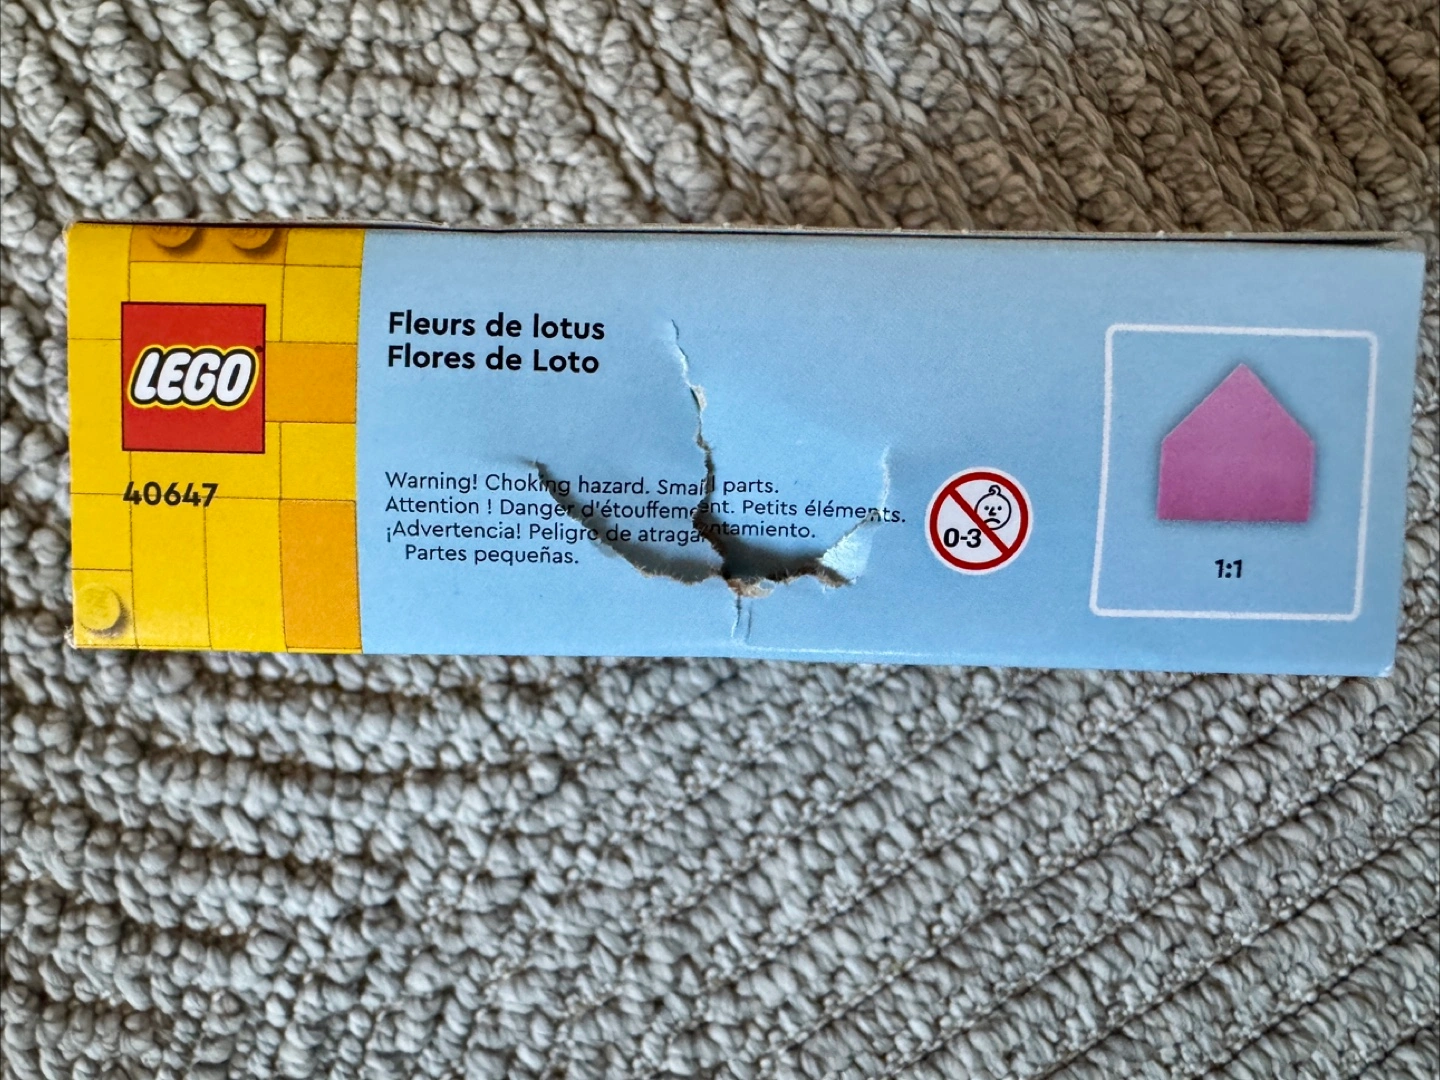 LEGO
40647
Fleurs de lotus
Flores de Loto
Warning! Choking hazard. Small parts.
Attention ! Danger d'étouffement. Petits éléments.
¡Advertencia! Peligro de atragantamiento.
Partes pequeñas.
0-3
1:1